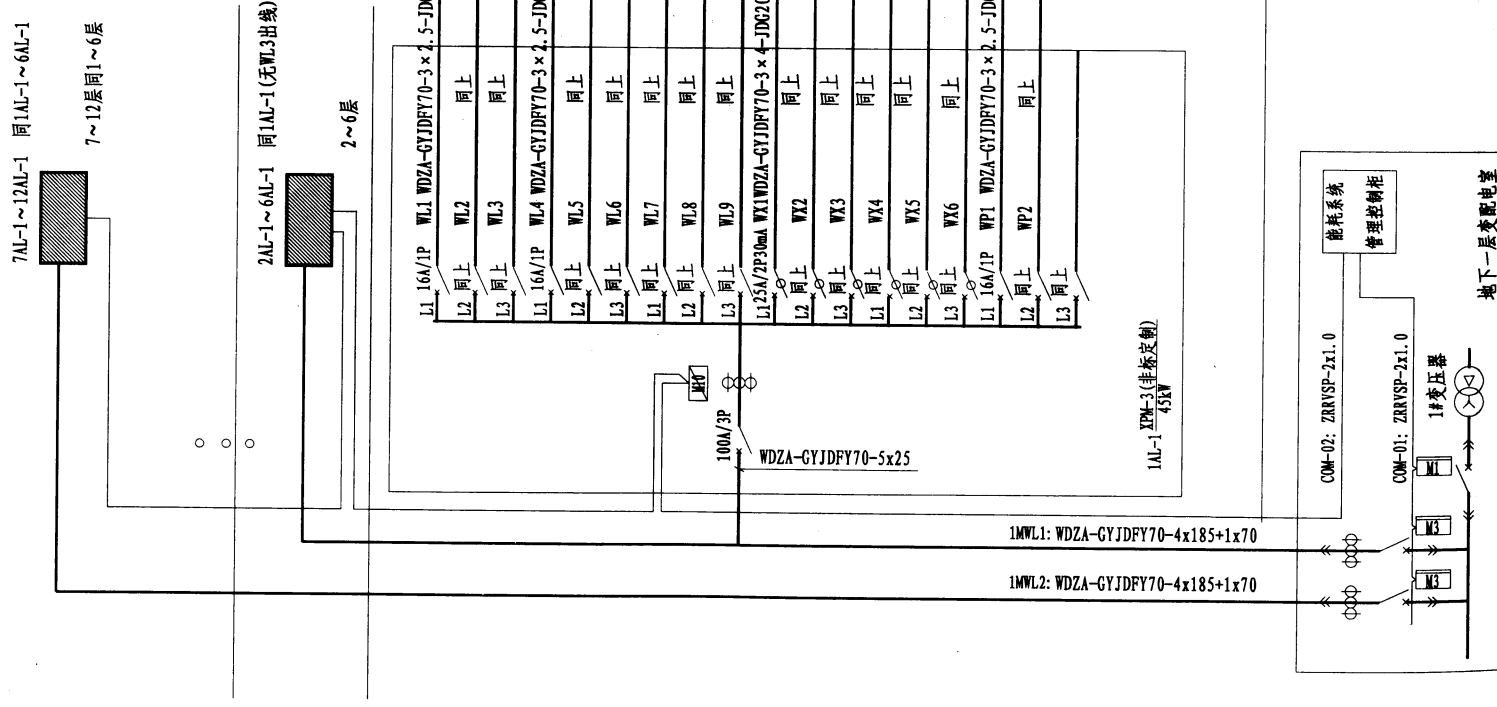 7AL-1～12AL-1 同1AL-1～6AL-1
7～12层同1～6层
2AL-1～6AL-1 同1AL-1(无WL3出线)
2～6层
L1 16A/1P WL1 WDZA-GYJDFY70-3×2.5-JDG
L2 同上 WL2 同上
L3 同上 WL3 同上
L1 16A/1P WL4 WDZA-GYJDFY70-3×2.5-JDG
L2 同上 WL5 同上
L3 同上 WL6 同上
L1 同上 WL7 同上
L2 同上 WL8 同上
L3 同上 WL9 同上
L1 25A/2P30mA WX1 WDZA-GYJDFY70-3×4-JDG20
L2 同上 WX2 同上
L3 同上 WX3 同上
L1 同上 WX4 同上
L2 同上 WX5 同上
L3 同上 WX6 同上
L1 16A/1P WP1 WDZA-GYJDFY70-3×2.5-JDG
L2 同上 WP2 同上
L3 同上
M10
100A/3P
WDZA-GYJDFY70-5x25
1AL-1 XPM-3(非标定制)
45kW
1MWL1: WDZA-GYJDFY70-4x185+1x70
1MWL2: WDZA-GYJDFY70-4x185+1x70
能耗系统
管理控制柜
地下一层变配电室
COM-02: ZRRVSP-2x1.0
COM-01: ZRRVSP-2x1.0
1#变压器
M1
M3
M3